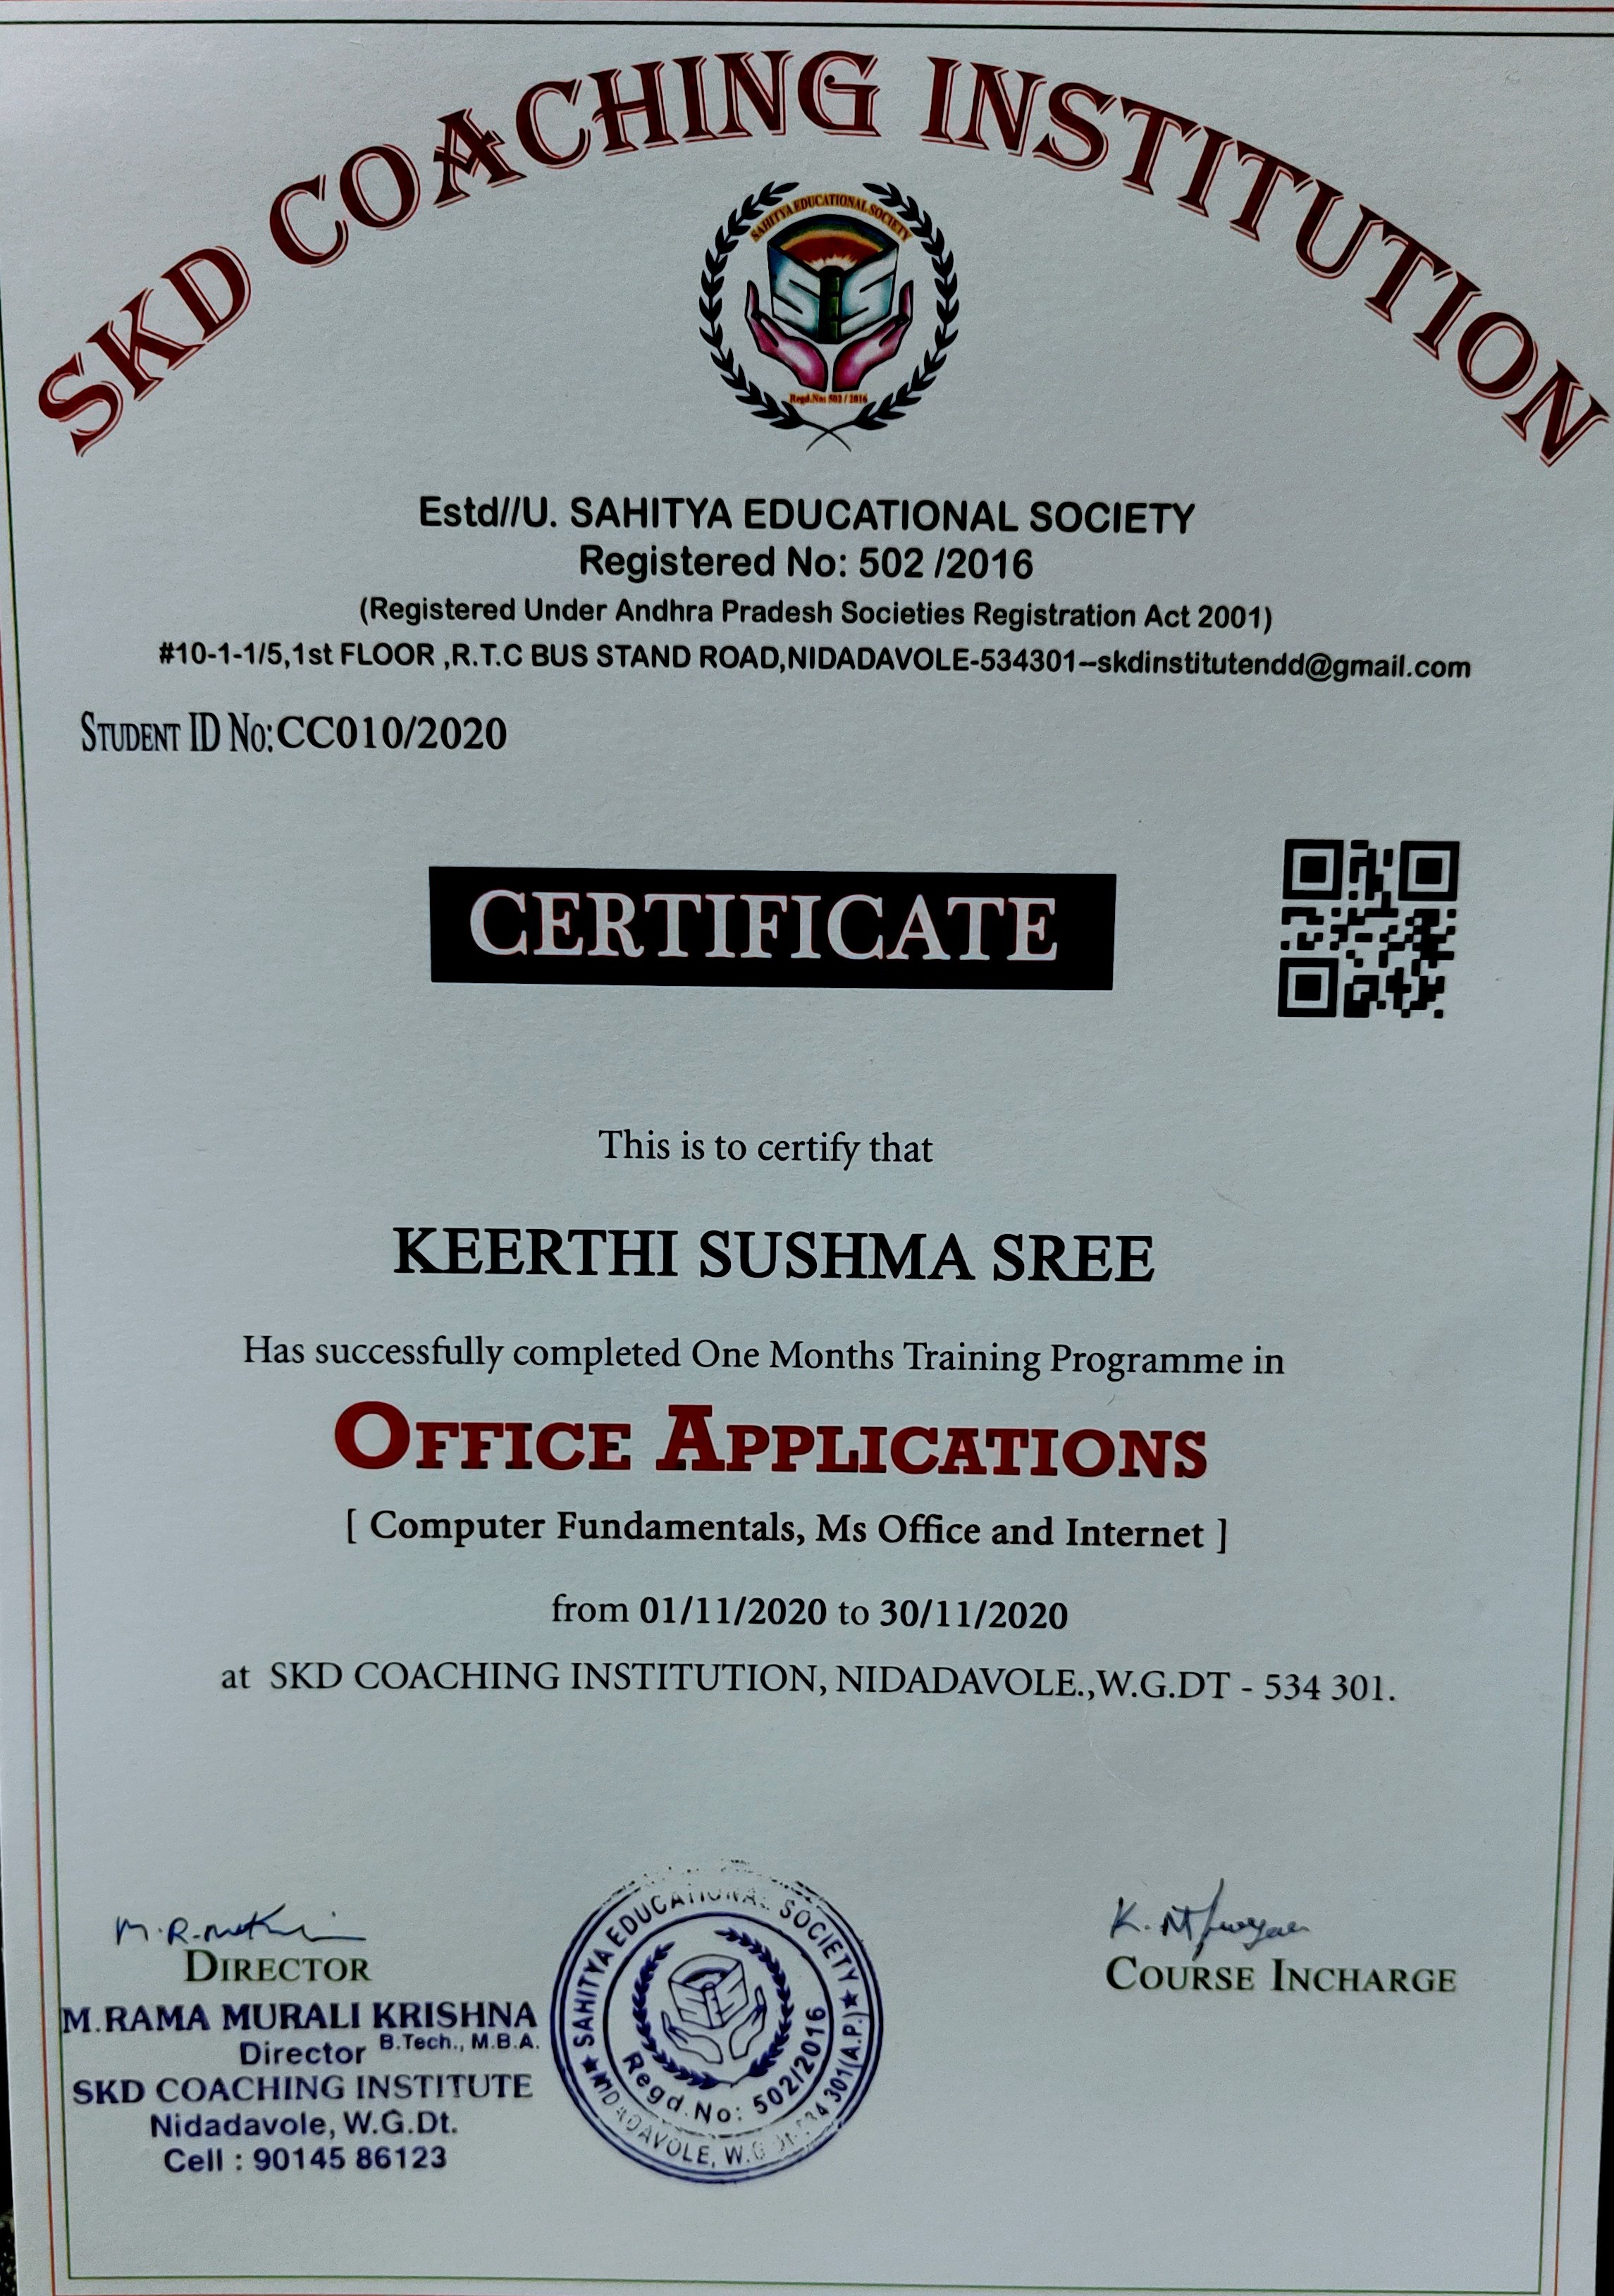 SKD COACHING INSTITUTION
SAHITYA EDUCATIONAL SOCIETY
SES
Regd.No: 502 / 2016
Estd//U. SAHITYA EDUCATIONAL SOCIETY
Registered No: 502 /2016
(Registered Under Andhra Pradesh Societies Registration Act 2001)
#10-1-1/5,1st FLOOR ,R.T.C BUS STAND ROAD,NIDADAVOLE-534301--skdinstitutendd@gmail.com
STUDENT ID NO:CC010/2020
CERTIFICATE
This is to certify that
KEERTHI SUSHMA SREE
Has successfully completed One Months Training Programme in
OFFICE APPLICATIONS
[ Computer Fundamentals, Ms Office and Internet ]
from 01/11/2020 to 30/11/2020
at SKD COACHING INSTITUTION, NIDADAVOLE.,W.G.DT - 534 301.
DIRECTOR
M.RAMA MURALI KRISHNA
Director B.Tech., M.B.A.
SKD COACHING INSTITUTE
Nidadavole, W.G.Dt.
Cell : 90145 86123
SAHITYA EDUCATIONAL SOCIETY
Regd.No: 502/2016
NIDADAVOLE, W.G.Dt-534 301(A.P.)
COURSE INCHARGE